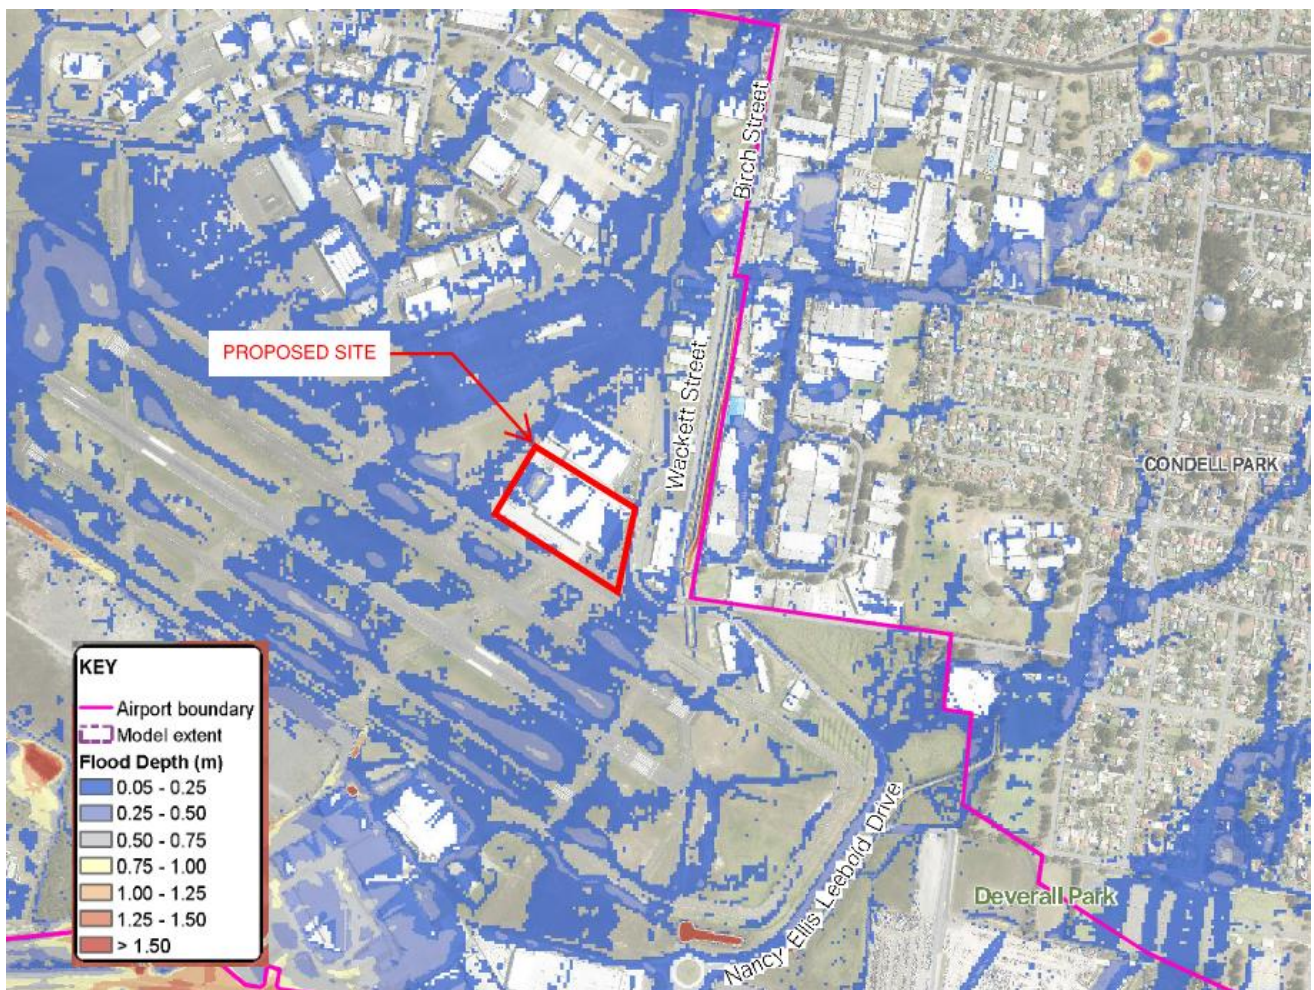 Birch Street
PROPOSED SITE
Wackett Street
CONDELL PARK
KEY
Airport boundary
Model extent
Flood Depth (m)
0.05 - 0.25
0.25 - 0.50
0.50 - 0.75
0.75 - 1.00
1.00 - 1.25
1.25 - 1.50
> 1.50
Nancy Ellis Leebold Drive
Deverall Park